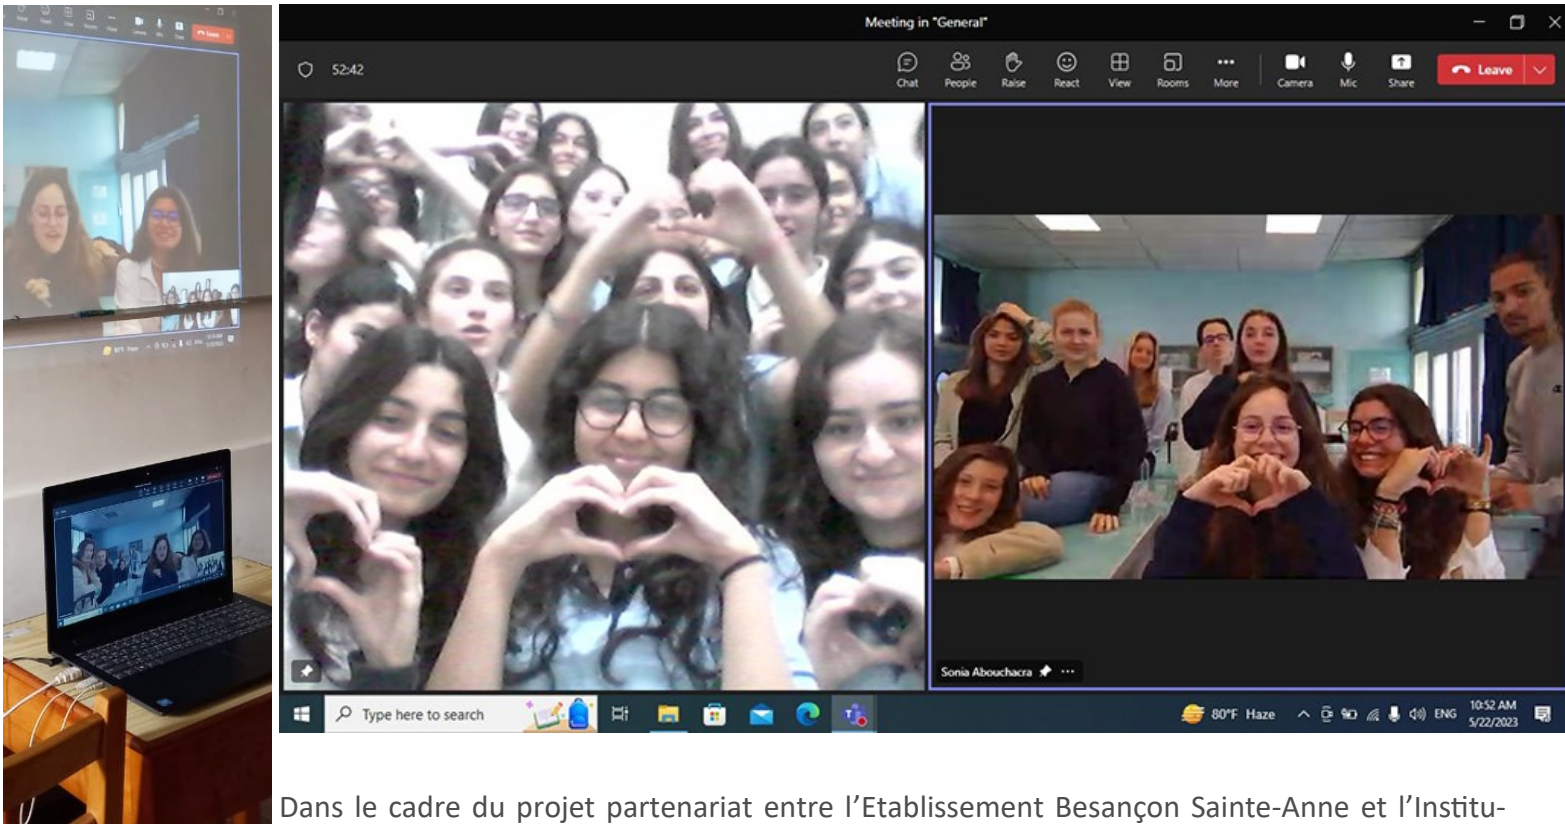 Leave
Meeting in "General"
52:42
Chat People Raise React View Rooms More Camera Mic Share Leave
Sonia Abouchacra
Type here to search
80°F Haze ENG 10:52 AM
5/22/2023
Dans le cadre du projet partenariat entre l’Etablissement Besançon Sainte-Anne et l’Institu-